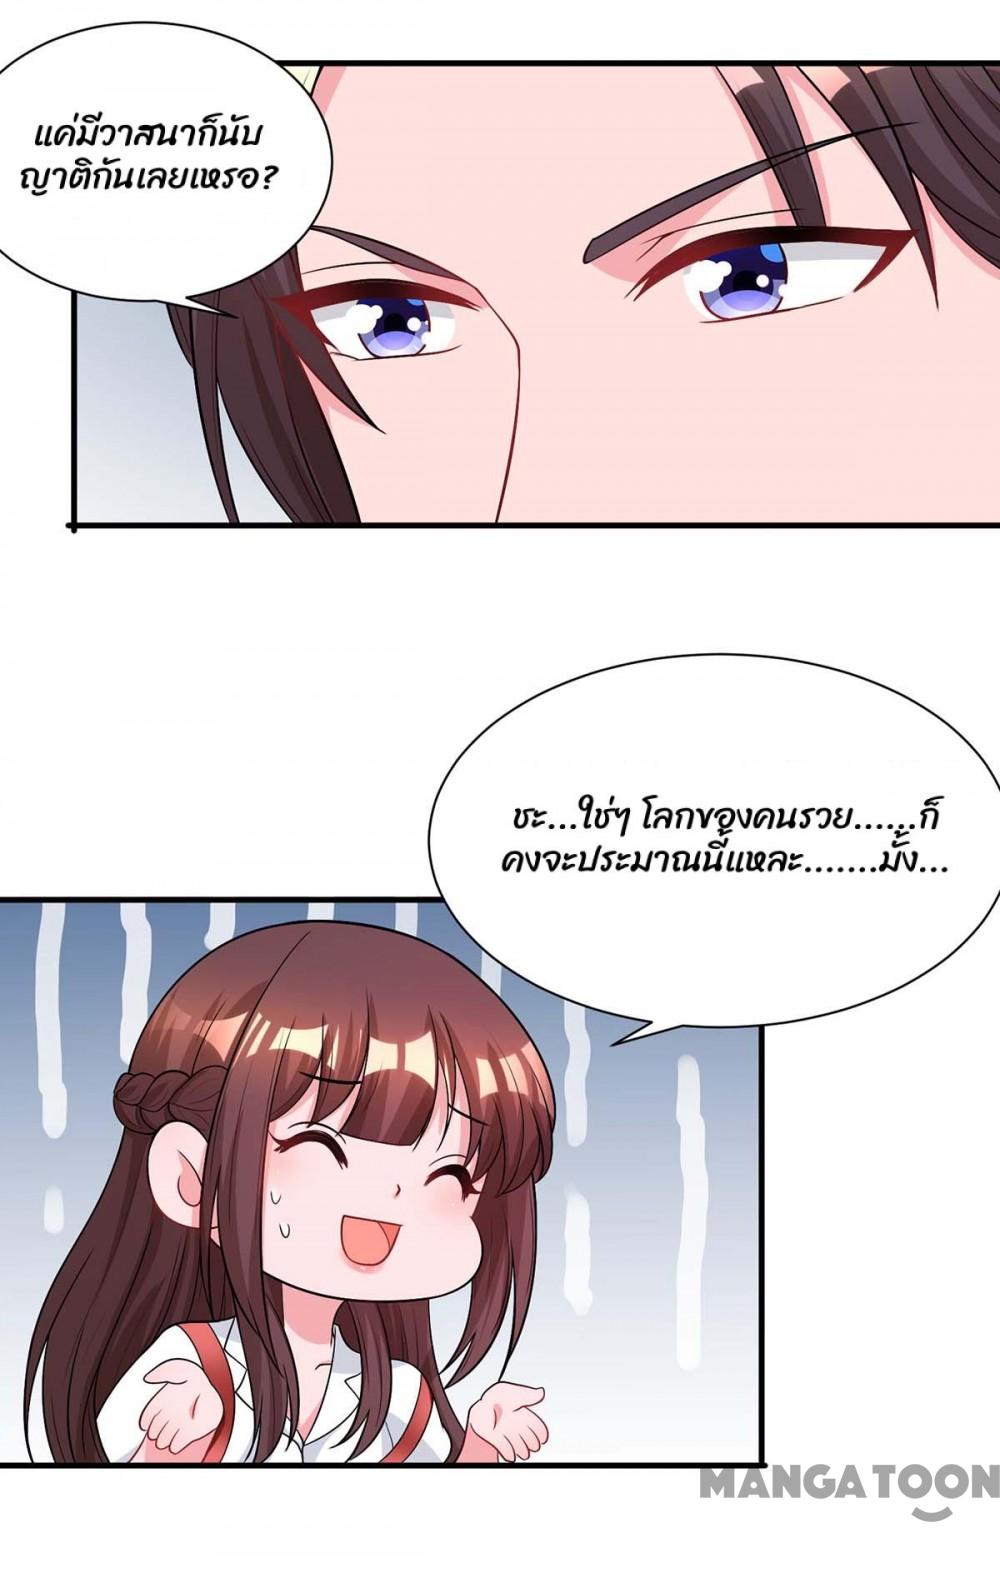 แค่มีวาสนาก็นับ
ญาติกันเลยเหรอ?
ชะ...ใช่ๆ โลกของคนรวย......ก็
คงจะประมาณนี้แหละ.......มั้ง...
MANGATOON